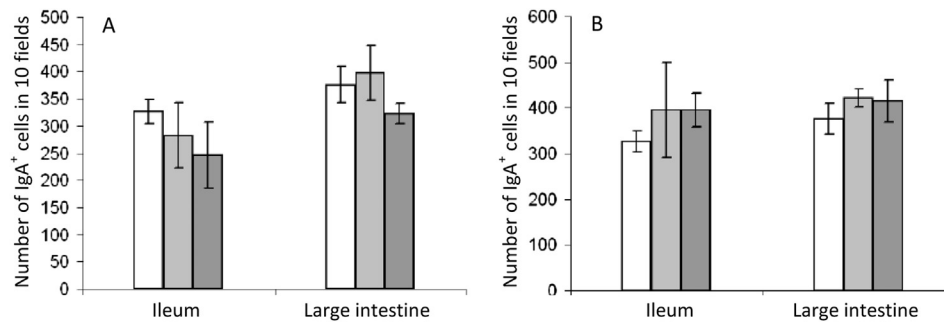 A
Number of IgA⁺ cells in 10 fields
500
450
400
350
300
250
200
150
100
50
0
Ileum
Large intestine
B
Number of IgA⁺ cells in 10 fields
600
500
400
300
200
100
0
Ileum
Large intestine